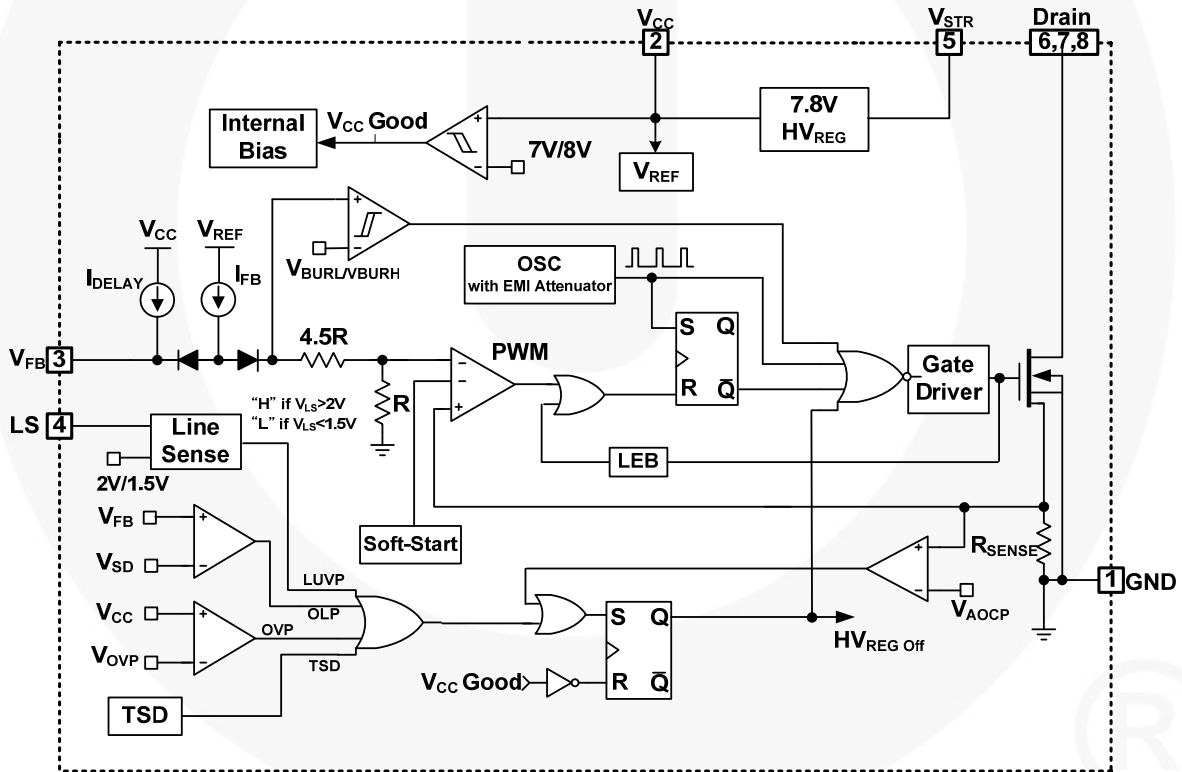 VCC
2
VSTR
5
Drain
6,7,8
Internal
Bias
VCC Good
7V/8V
7.8V
HVREG
VREF
VCC
VREF
IDELAY
IFB
VBURL/VBURH
OSC
with EMI Attenuator
S Q
R Q̅
VFB 3
4.5R
R
PWM
Gate
Driver
LS 4
Line
Sense
"H" if VLS>2V
"L" if VLS<1.5V
2V/1.5V
LEB
VFB
VSD
Soft-Start
RSENSE
VAOCP
1 GND
LUVP
OLP
OVP
TSD
VCC
VOVP
TSD
VCC Good
S Q
R Q̅
HVREG Off
+
-
+
-
-
-
+
+
-
+
-
+
-
R